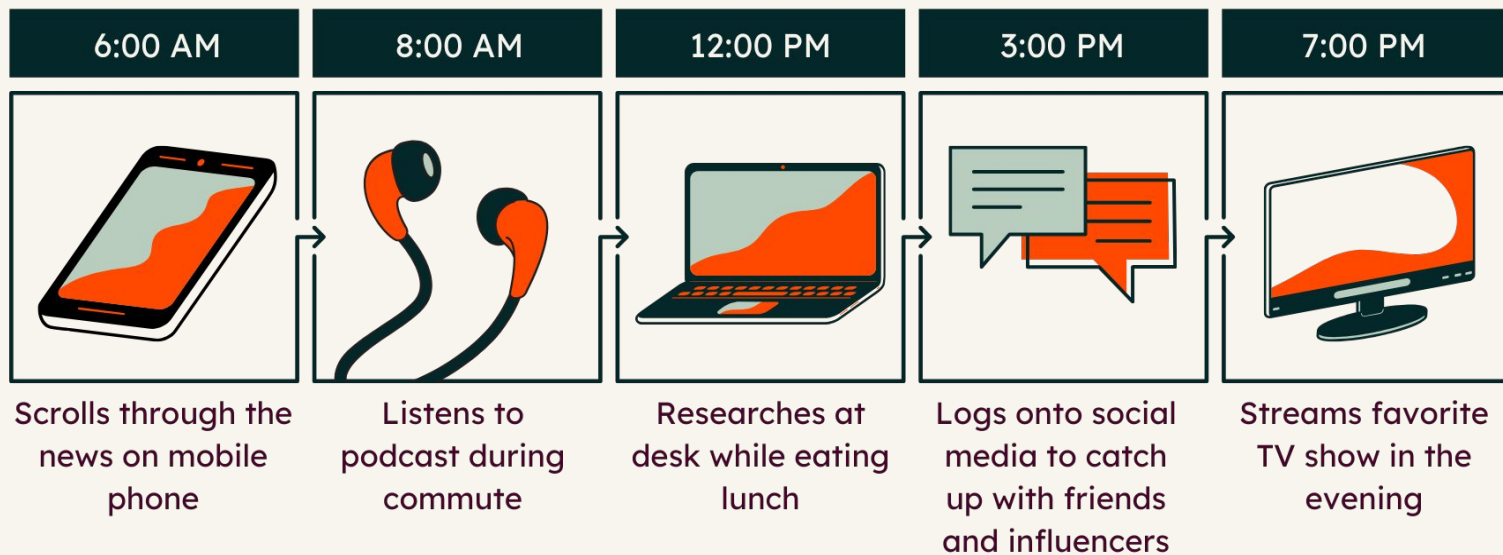 6:00 AM
8:00 AM
12:00 PM
3:00 PM
7:00 PM
Scrolls through the
news on mobile
phone
Listens to
podcast during
commute
Researches at
desk while eating
lunch
Logs onto social
media to catch
up with friends
and influencers
Streams favorite
TV show in the
evening